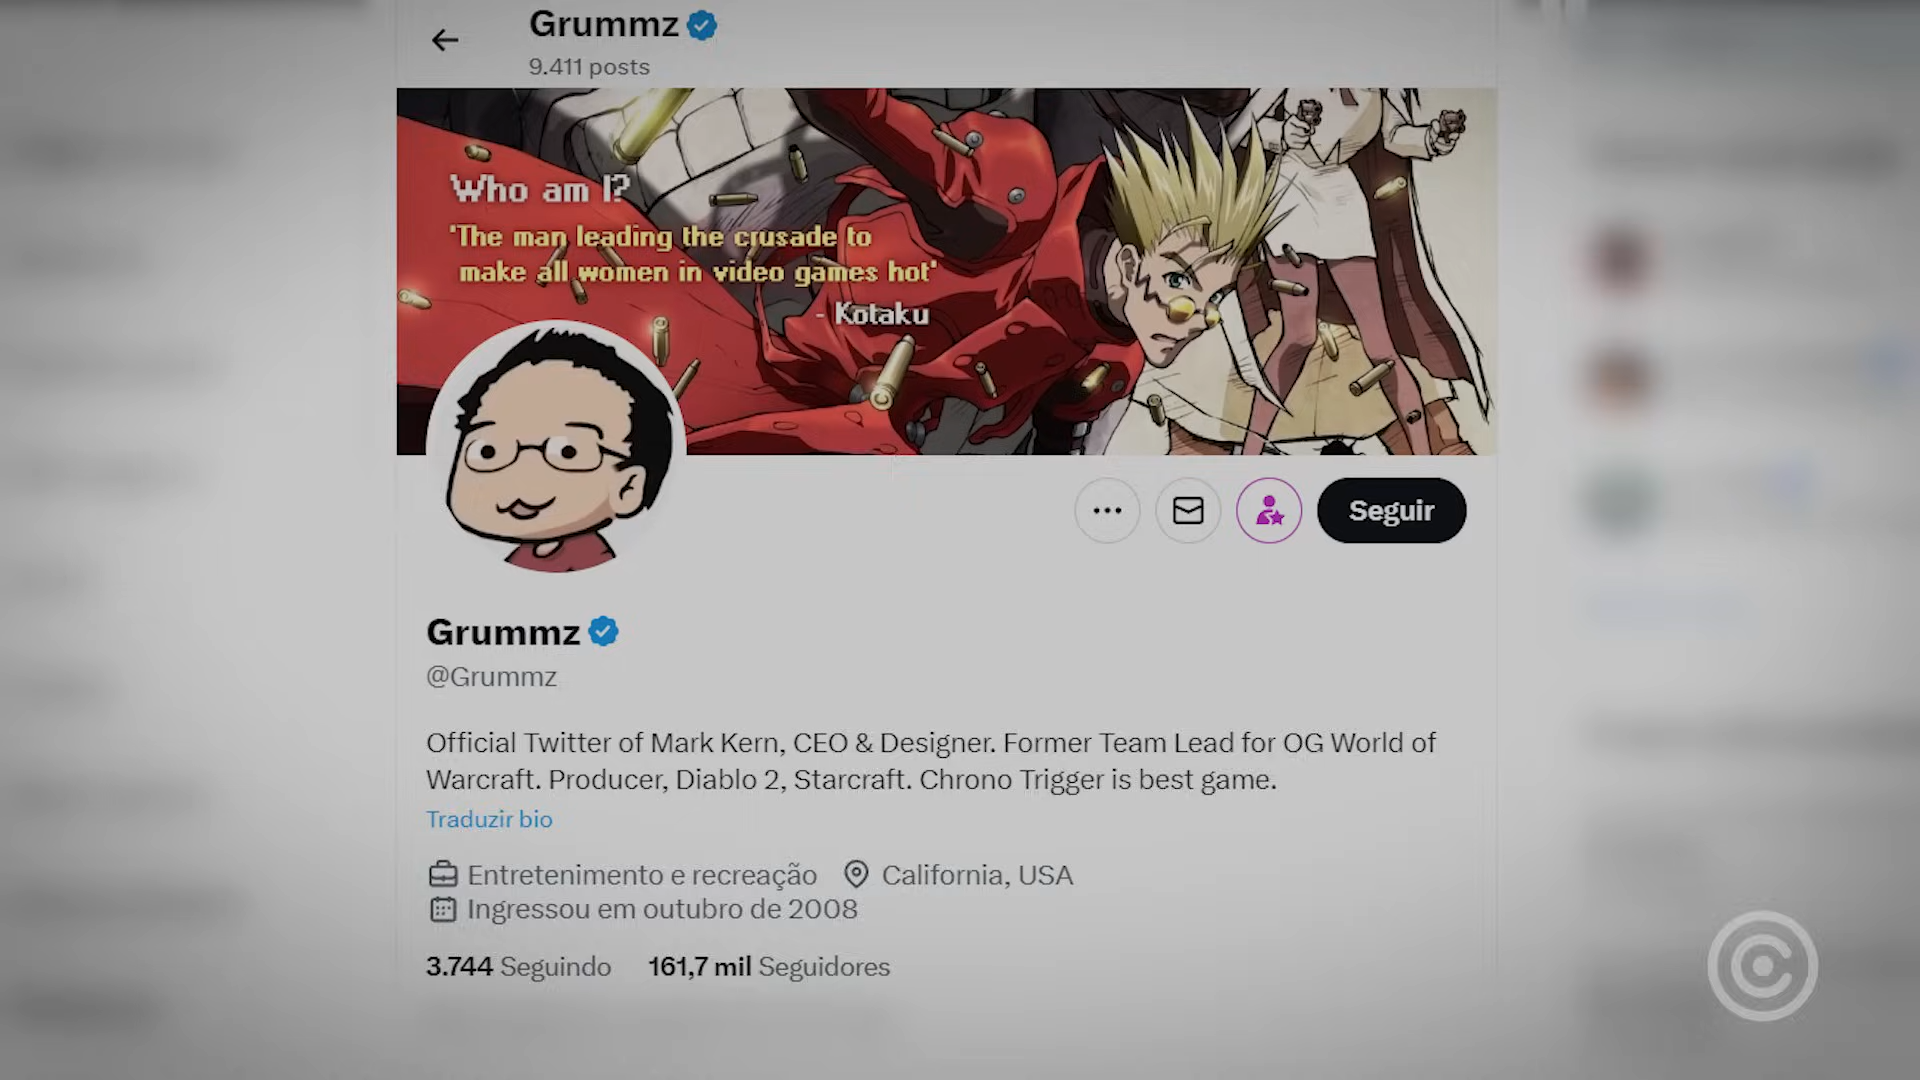 Grummz
9.411 posts
Who am I?
'The man leading the crusade to
make all women in video games hot'
- Kotaku
Seguir
Grummz
@Grummz
Official Twitter of Mark Kern, CEO & Designer. Former Team Lead for OG World of
Warcraft. Producer, Diablo 2, Starcraft. Chrono Trigger is best game.
Traduzir bio
Entretenimento e recreação California, USA
Ingressou em outubro de 2008
3.744 Seguindo 161,7 mil Seguidores